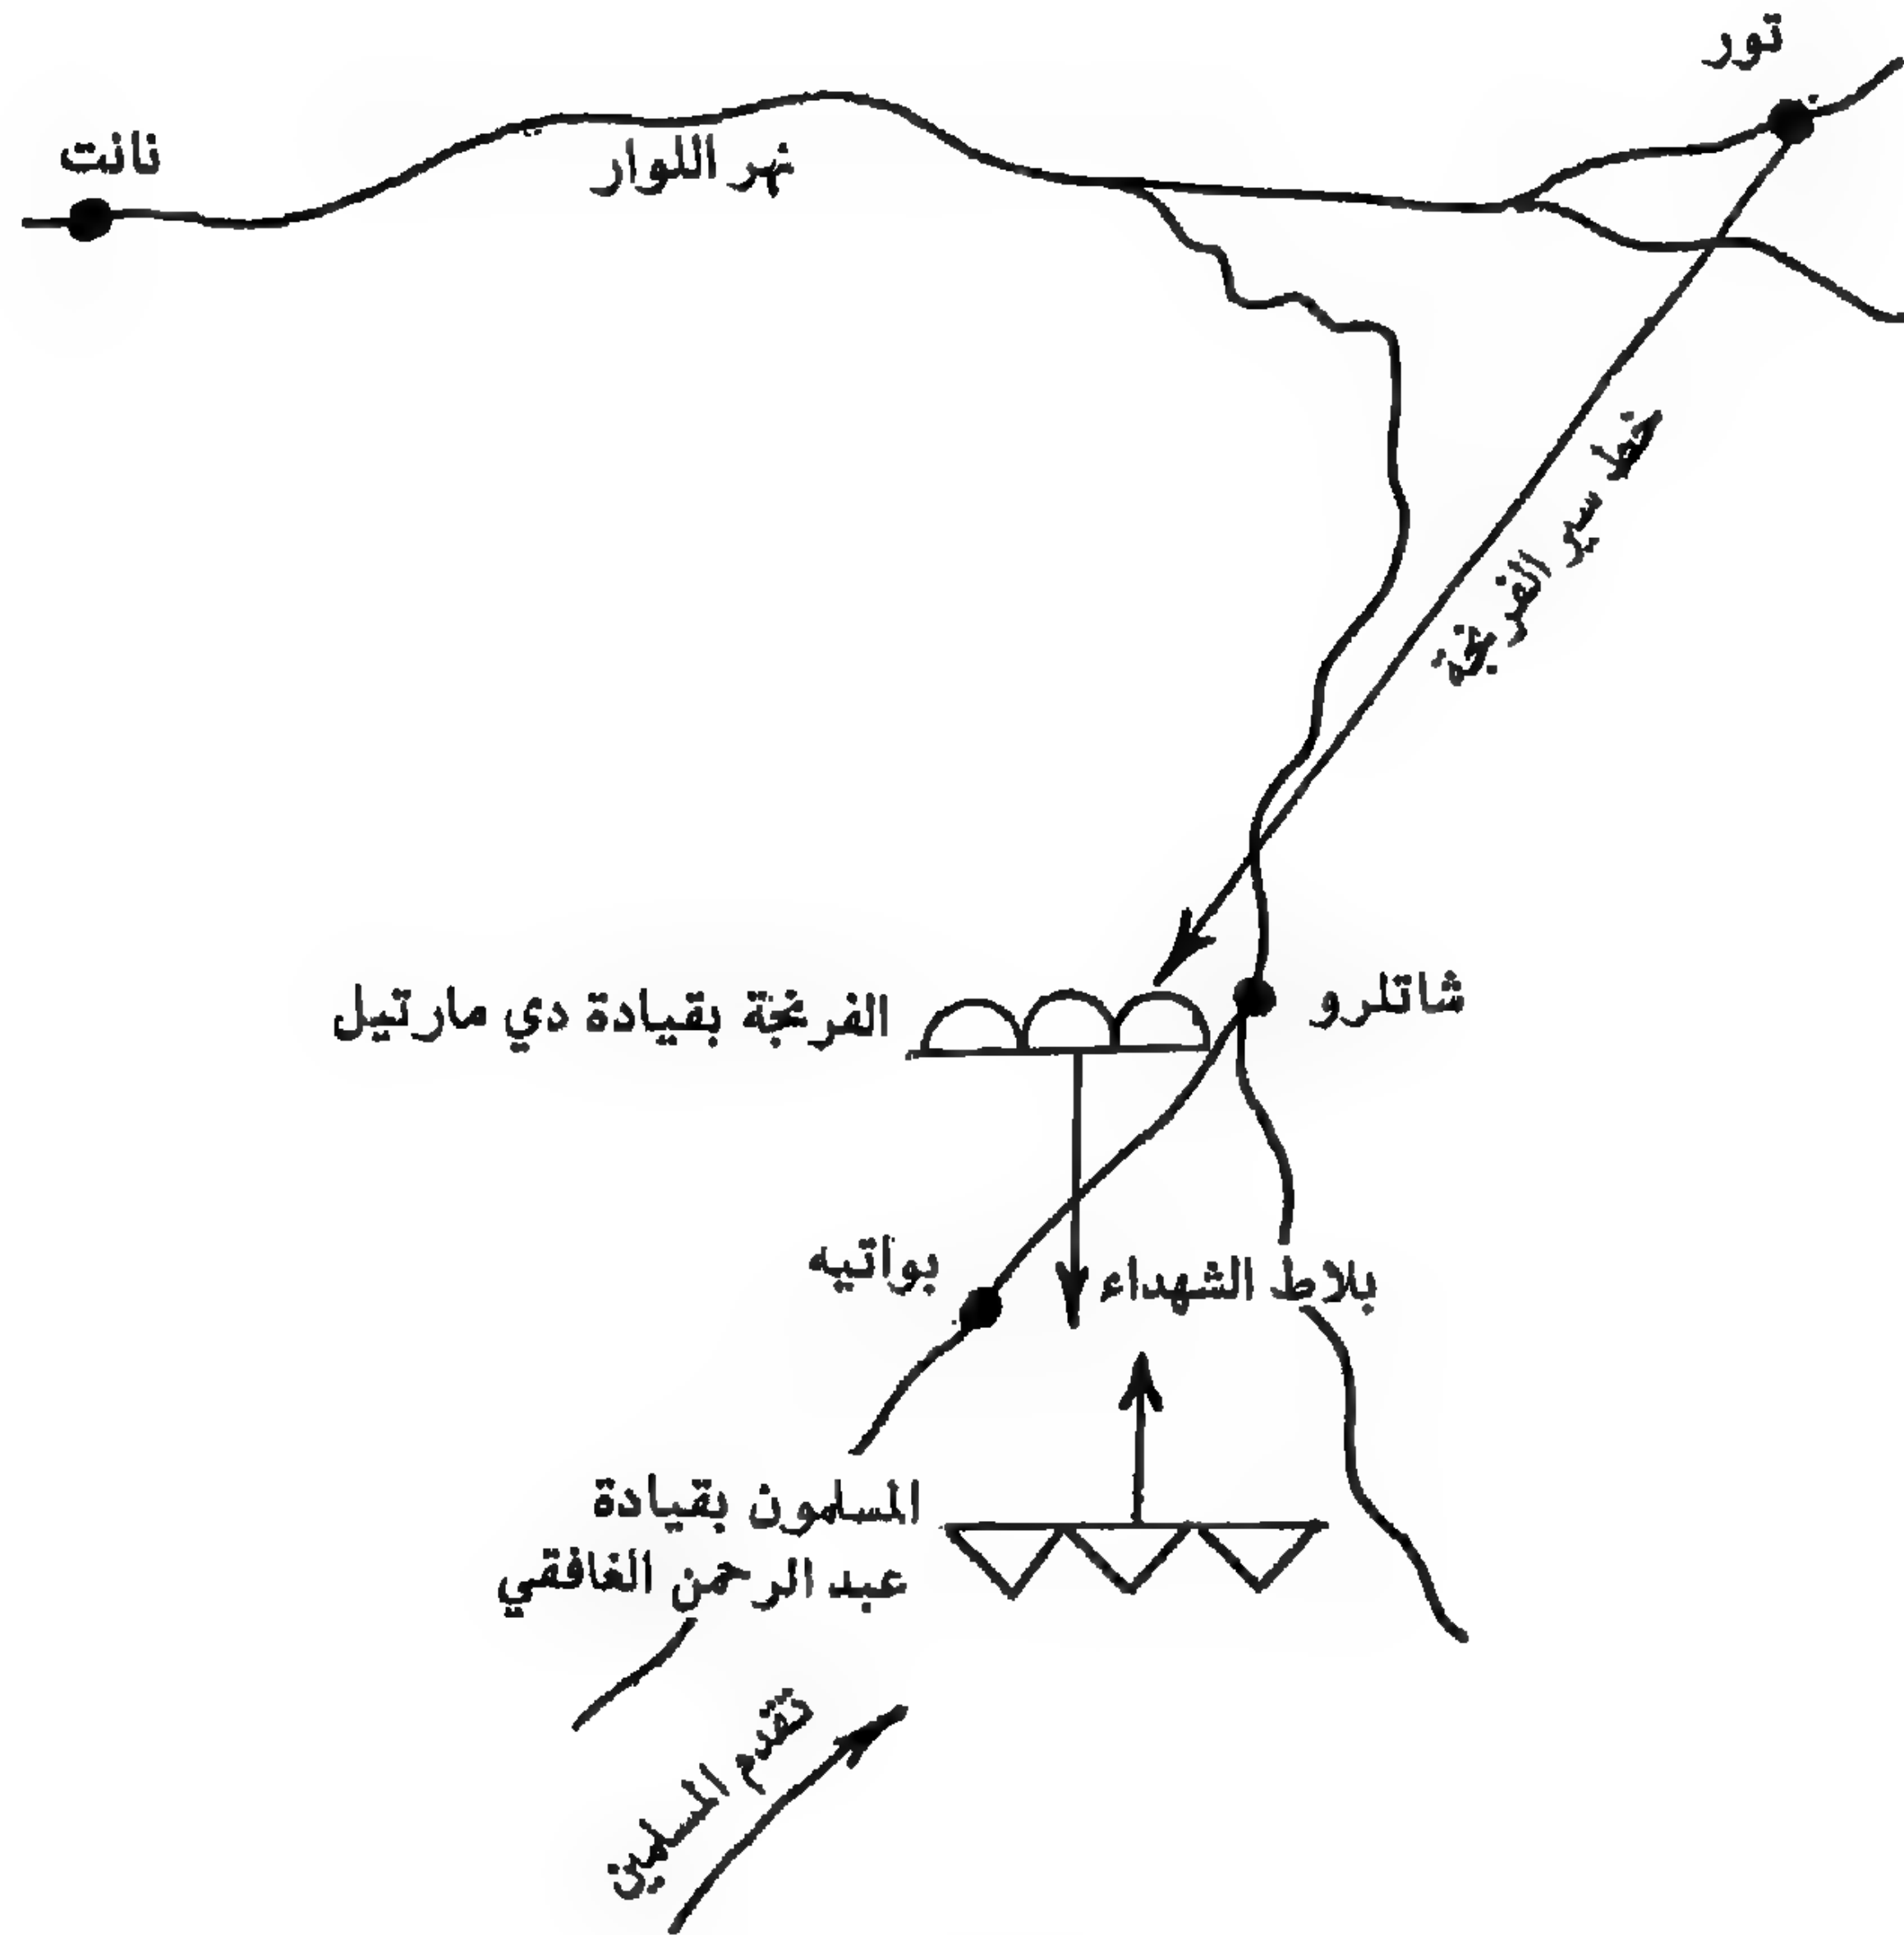 تور
نانت
نهر اللوار
خط سير الفرنجة
شاتلرو
الفرنجة بقيادة دي مارتيل
بواتيه
بلاط الشهداء
المسلمون بقيادة
عبد الرحمن الغافقي
تقدم المسلمين